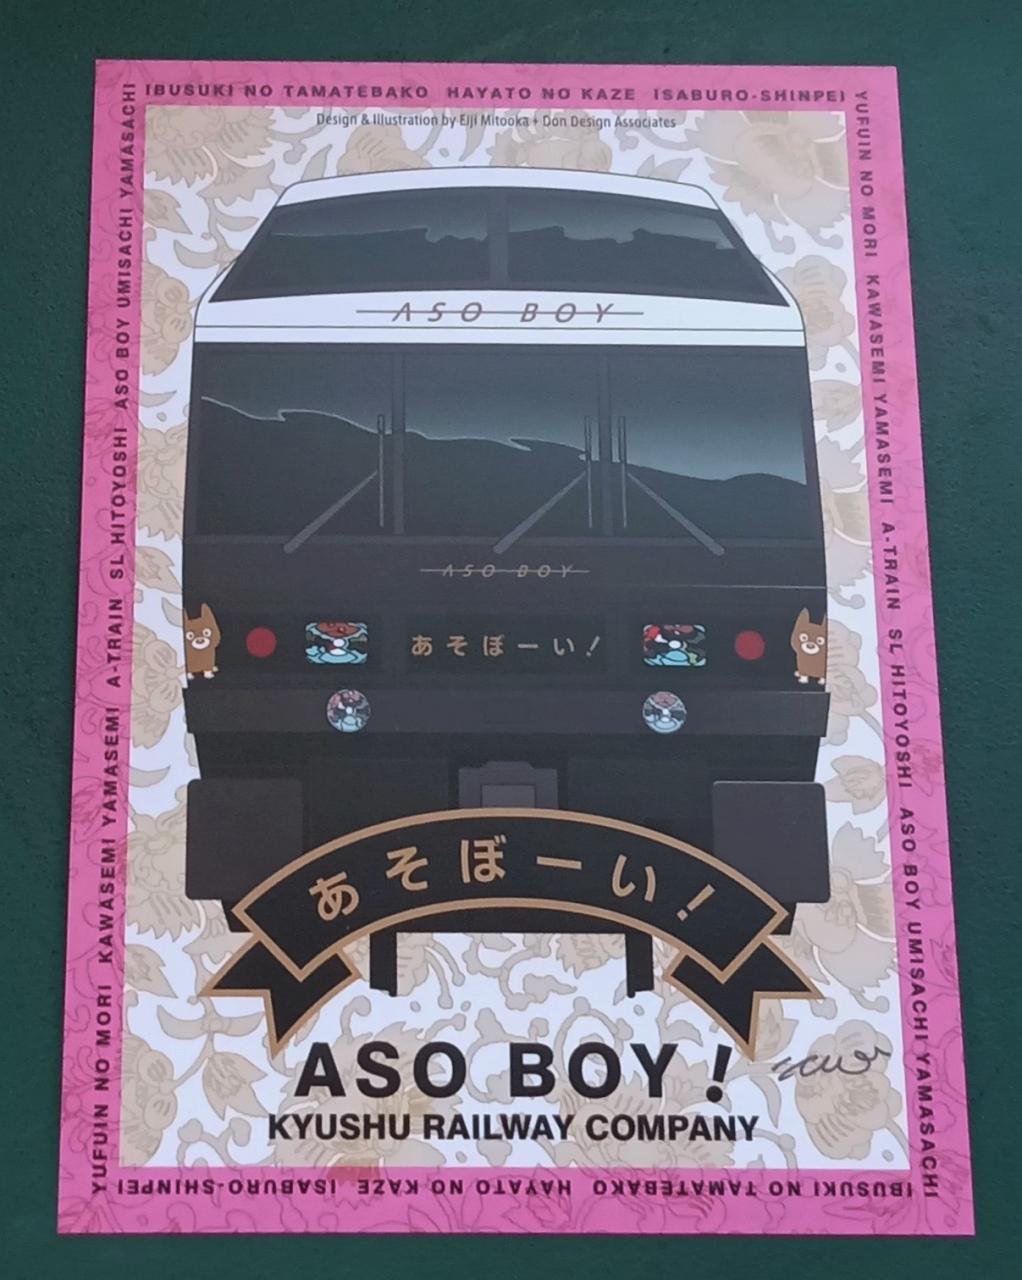 IBUSUKI NO TAMATEBAKO HAYATO NO KAZE ISABURO-SHINPEI
YUFUIN NO MORI KAWASEMI YAMASEMI A-TRAIN SL HITOYOSHI ASO BOY UMISACHI YAMASACHI
Design & Illustration by Eiji Mitooka + Don Design Associates
ASO BOY
ASO BOY
あそぼーい!
あそぼーい!
ASO BOY!
KYUSHU RAILWAY COMPANY
YUFUIN NO MORI KAWASEMI YAMASEMI A-TRAIN SL HITOYOSHI ASO BOY UMISACHI YAMASACHI
IBUSUKI NO TAMATEBAKO HAYATO NO KAZE ISABURO-SHINPEI